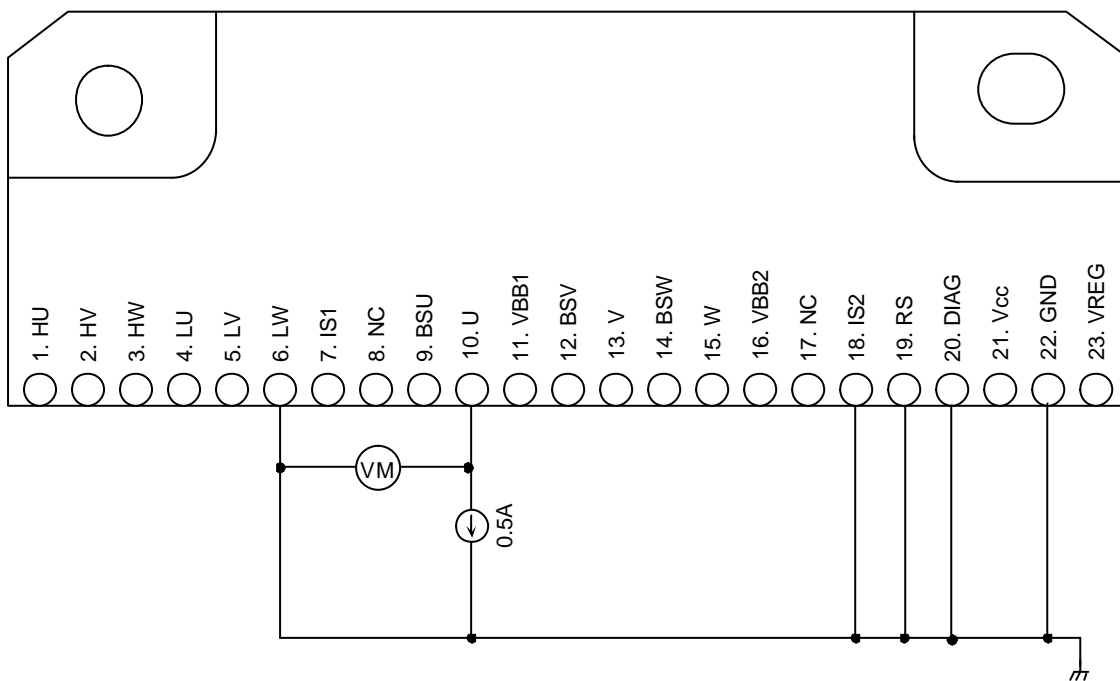 1. HU
2. HV
3. HW
4. LU
5. LV
6. LW
7. IS1
8. NC
9. BSU
10. U
11. VBB1
12. BSV
13. V
14. BSW
15. W
16. VBB2
17. NC
18. IS2
19. RS
20. DIAG
21. Vcc
22. GND
23. VREG
VM
0.5A